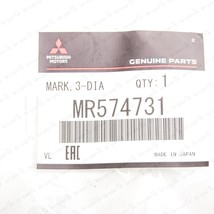 MITSUBISHI
MOTORS
GENUINE PARTS
MARK, 3-DIA QTY: 1
MR574731
VL EAC MADE IN JAPAN